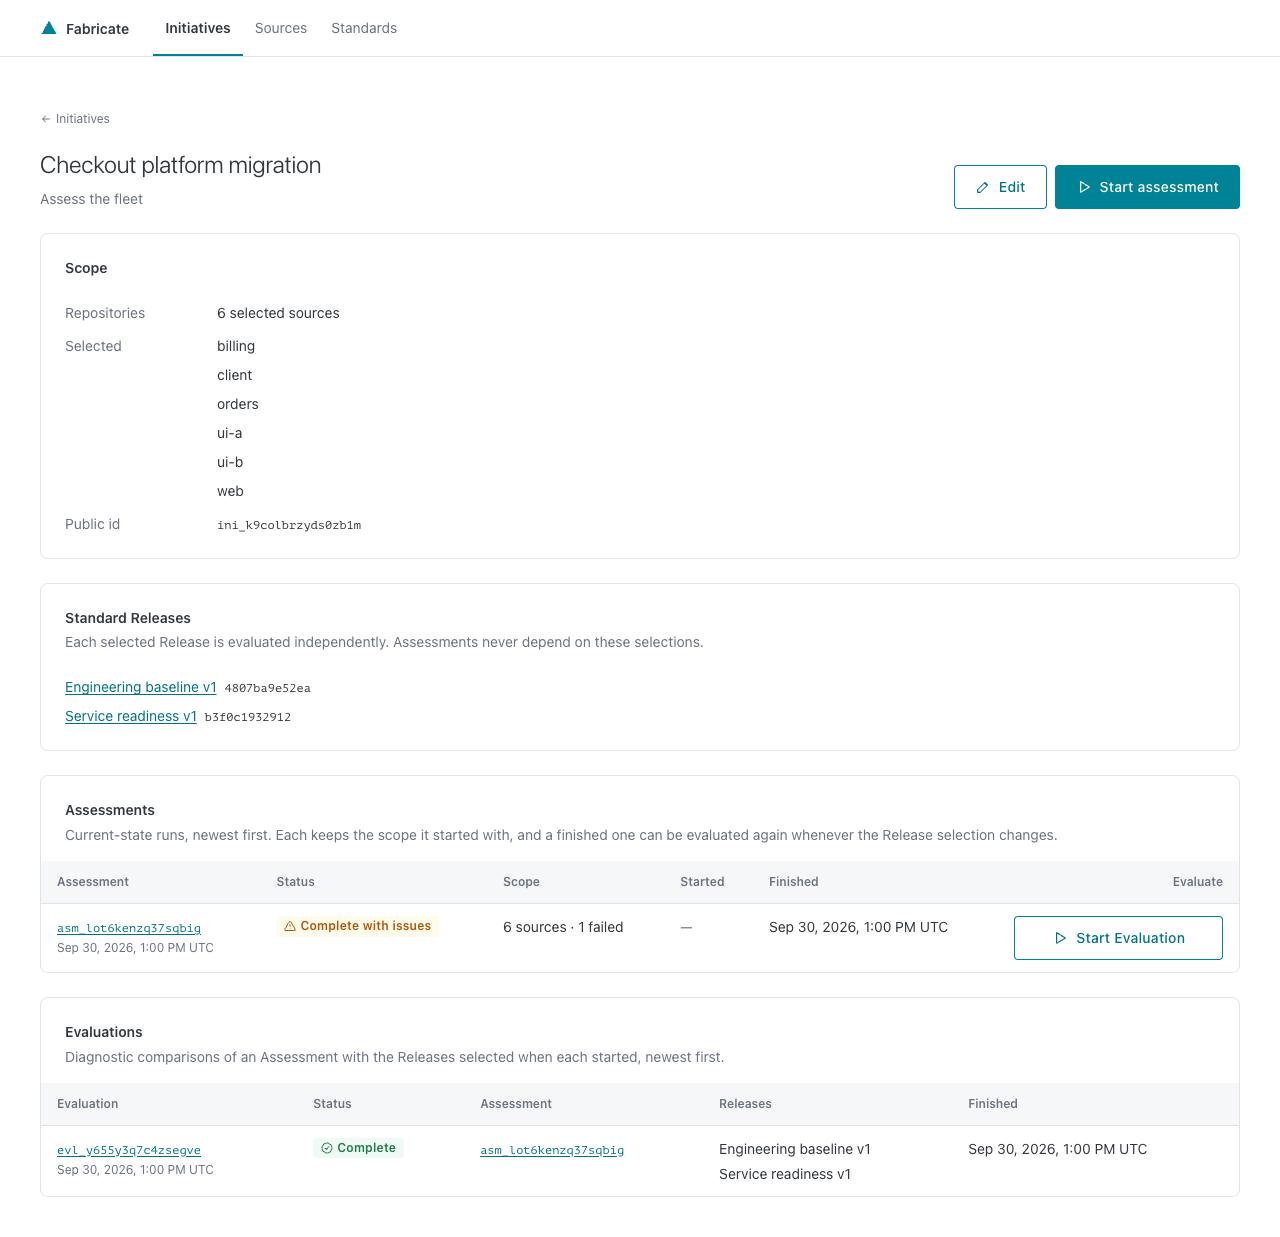 Fabricate
Initiatives
Sources
Standards
← Initiatives
Checkout platform migration
Assess the fleet
Edit
Start assessment
Scope
Repositories
6 selected sources
Selected
billing
client
orders
ui-a
ui-b
web
Public id
ini_k9colbrzyds0zb1m
Standard Releases
Each selected Release is evaluated independently. Assessments never depend on these selections.
Engineering baseline v1 4807ba9e52ea
Service readiness v1 b3f0c1932912
Assessments
Current-state runs, newest first. Each keeps the scope it started with, and a finished one can be evaluated again whenever the Release selection changes.
Assessment Status Scope Started Finished Evaluate
asm_lot6kenzq37sqbig Complete with issues 6 sources · 1 failed — Sep 30, 2026, 1:00 PM UTC Start Evaluation
Sep 30, 2026, 1:00 PM UTC
Evaluations
Diagnostic comparisons of an Assessment with the Releases selected when each started, newest first.
Evaluation Status Assessment Releases Finished
evl_y655y3q7c4zsegve Complete asm_lot6kenzq37sqbig Engineering baseline v1 Sep 30, 2026, 1:00 PM UTC
Sep 30, 2026, 1:00 PM UTC Service readiness v1